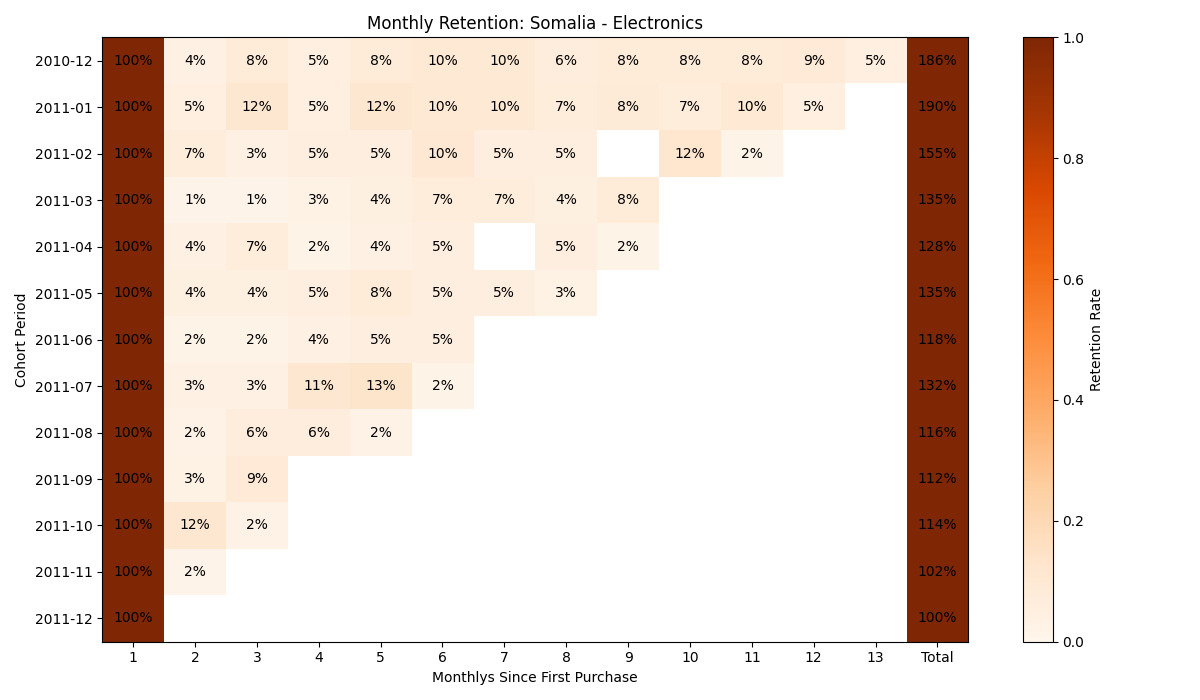 Monthly Retention: Somalia - Electronics
2010-12 100% 4% 8% 5% 8% 10% 10% 6% 8% 8% 8% 9% 5% 186%
2011-01 100% 5% 12% 5% 12% 10% 10% 7% 8% 7% 10% 5% 190%
2011-02 100% 7% 3% 5% 5% 10% 5% 5% 12% 2% 155%
2011-03 100% 1% 1% 3% 4% 7% 7% 4% 8% 135%
2011-04 100% 4% 7% 2% 4% 5% 5% 2% 128%
2011-05 100% 4% 4% 5% 8% 5% 5% 3% 135%
2011-06 100% 2% 2% 4% 5% 5% 118%
2011-07 100% 3% 3% 11% 13% 2% 132%
2011-08 100% 2% 6% 6% 2% 116%
2011-09 100% 3% 9% 112%
2011-10 100% 12% 2% 114%
2011-11 100% 2% 102%
2011-12 100% 100%
1 2 3 4 5 6 7 8 9 10 11 12 13 Total
Monthlys Since First Purchase
Cohort Period
1.0
0.8
0.6
0.4
0.2
0.0
Retention Rate